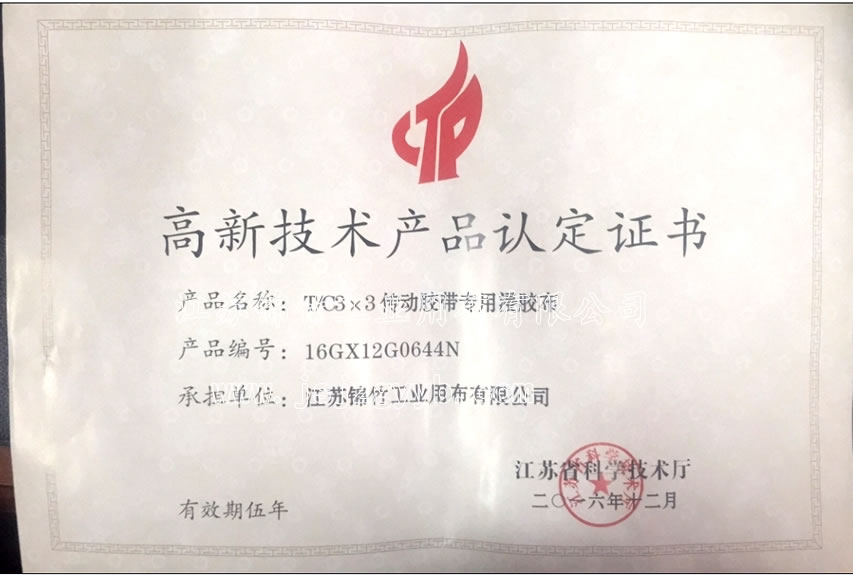 高新技术产品认定证书
产品名称：T/C3×3传动胶带专用浸胶布
产品编号：16GX12G0644N
承担单位：江苏锦竹工业用布有限公司
江苏省科学技术厅
二〇一六年十二月
有效期伍年